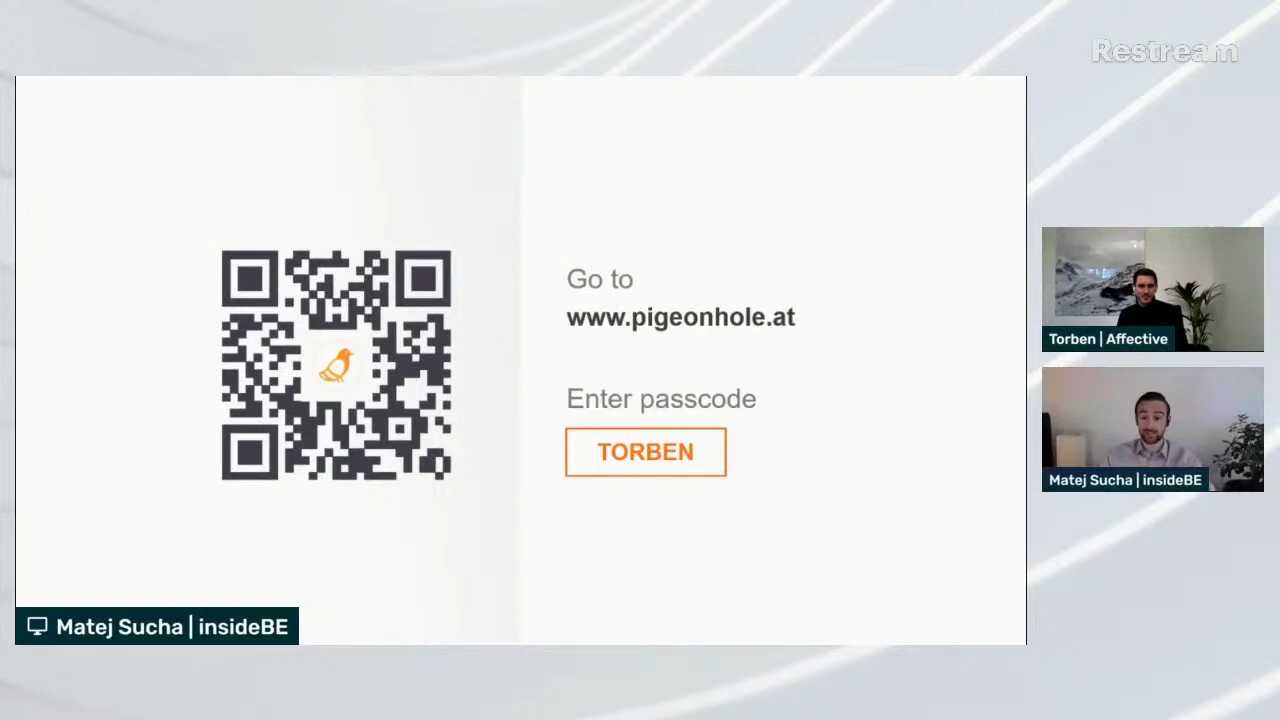 Restream
Go to
www.pigeonhole.at
Enter passcode
TORBEN
Torben | Affective
Matej Sucha | insideBE
Matej Sucha | insideBE